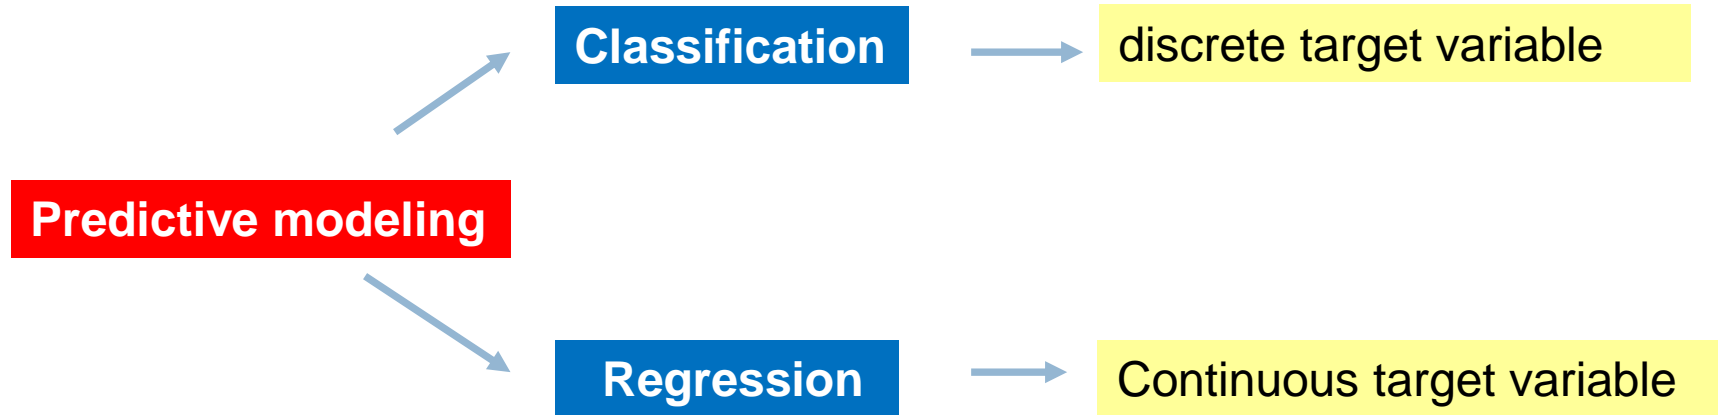 Classification
discrete target variable
Predictive modeling
Regression
Continuous target variable